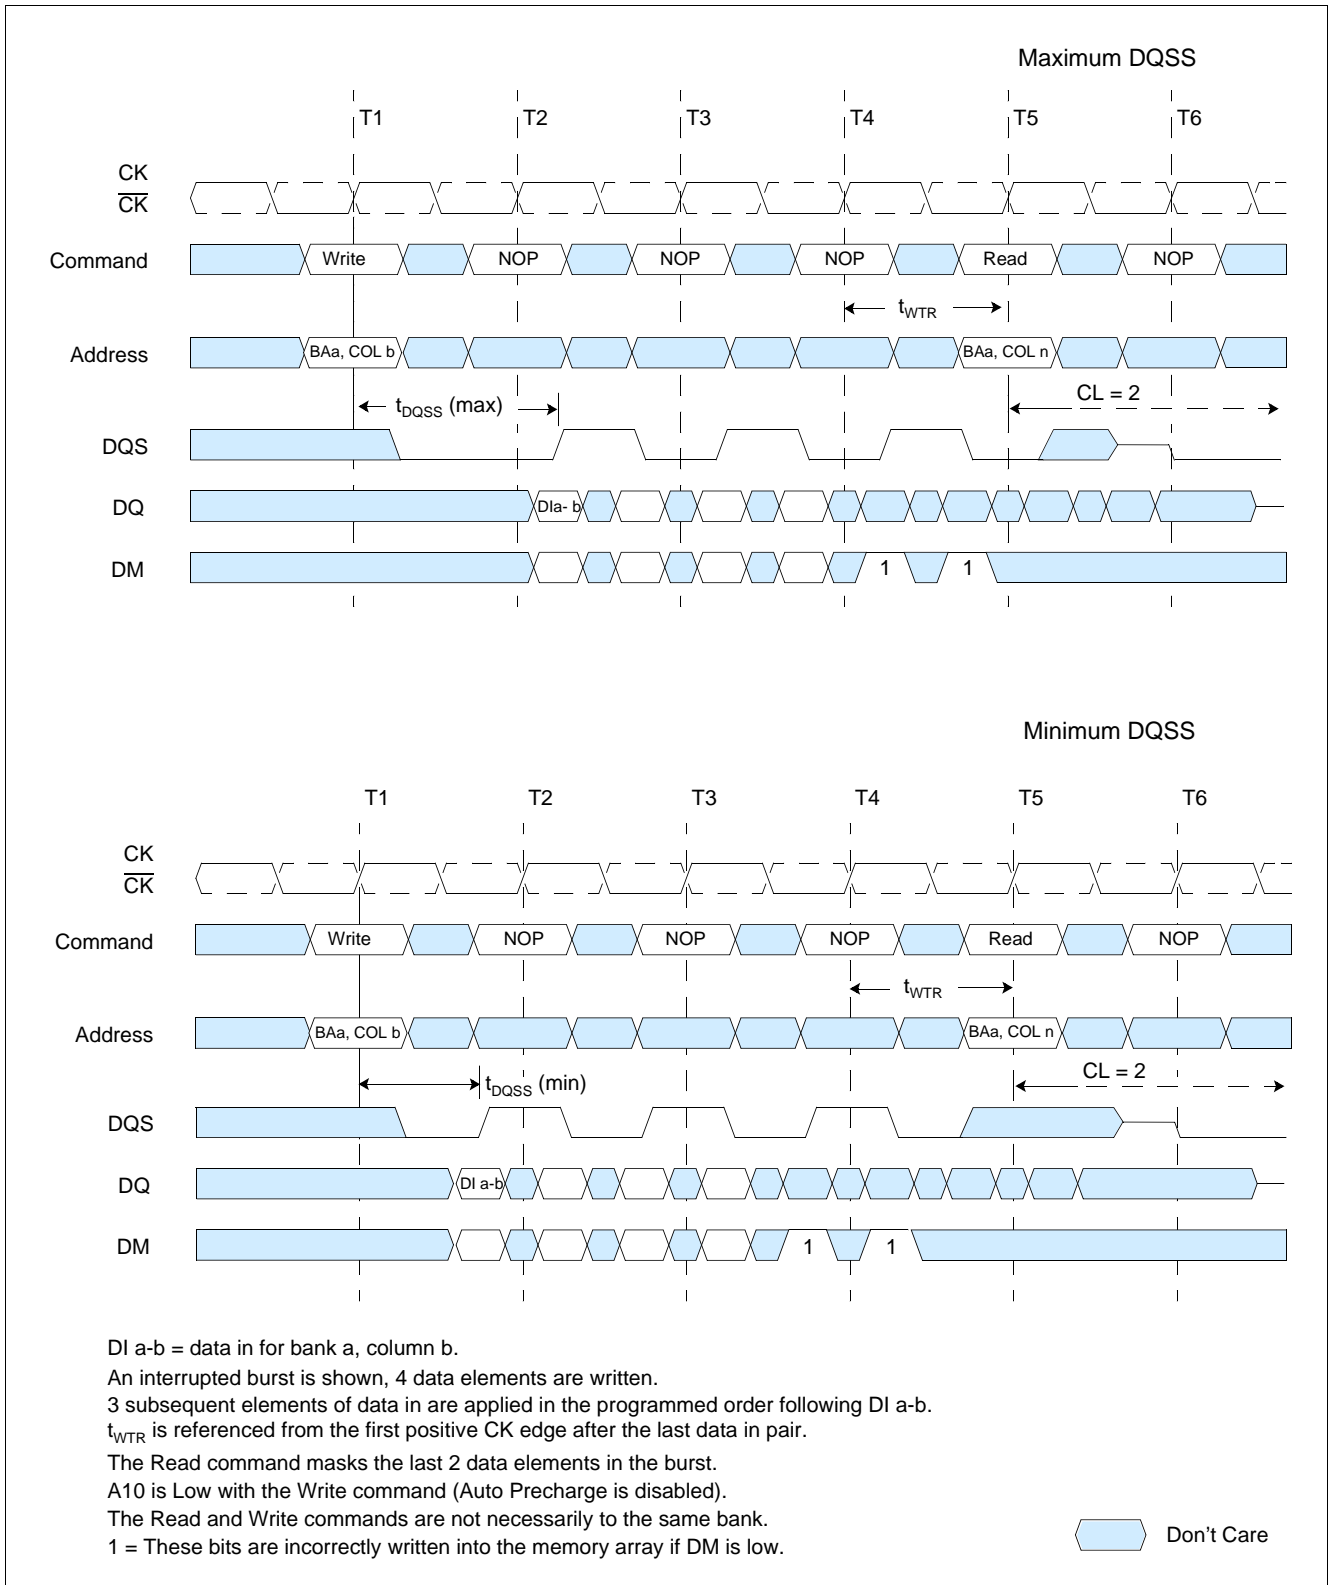 Maximum DQSS
T1 T2 T3 T4 T5 T6
CK
CK
Command Write NOP NOP NOP Read NOP
tWTR
Address BAa, COL b BAa, COL n
tDQSS (max) CL = 2
DQS
DQ DIa- b
DM 1 1
Minimum DQSS
T1 T2 T3 T4 T5 T6
CK
CK
Command Write NOP NOP NOP Read NOP
tWTR
Address BAa, COL b BAa, COL n
tDQSS (min) CL = 2
DQS
DQ DI a-b
DM 1 1
DI a-b = data in for bank a, column b.
An interrupted burst is shown, 4 data elements are written.
3 subsequent elements of data in are applied in the programmed order following DI a-b.
tWTR is referenced from the first positive CK edge after the last data in pair.
The Read command masks the last 2 data elements in the burst.
A10 is Low with the Write command (Auto Precharge is disabled).
The Read and Write commands are not necessarily to the same bank.
1 = These bits are incorrectly written into the memory array if DM is low.
Don't Care